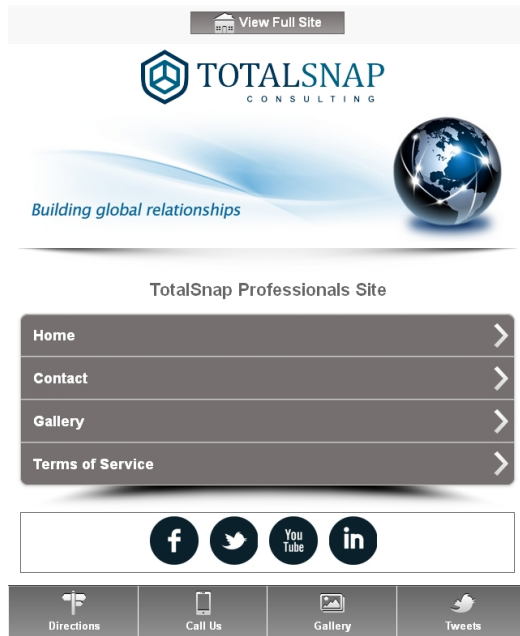 View Full Site
TOTALSNAP
CONSULTING
Building global relationships
TotalSnap Professionals Site
Home
Contact
Gallery
Terms of Service
f
You
Tube
in
Directions
Call Us
Gallery
Tweets